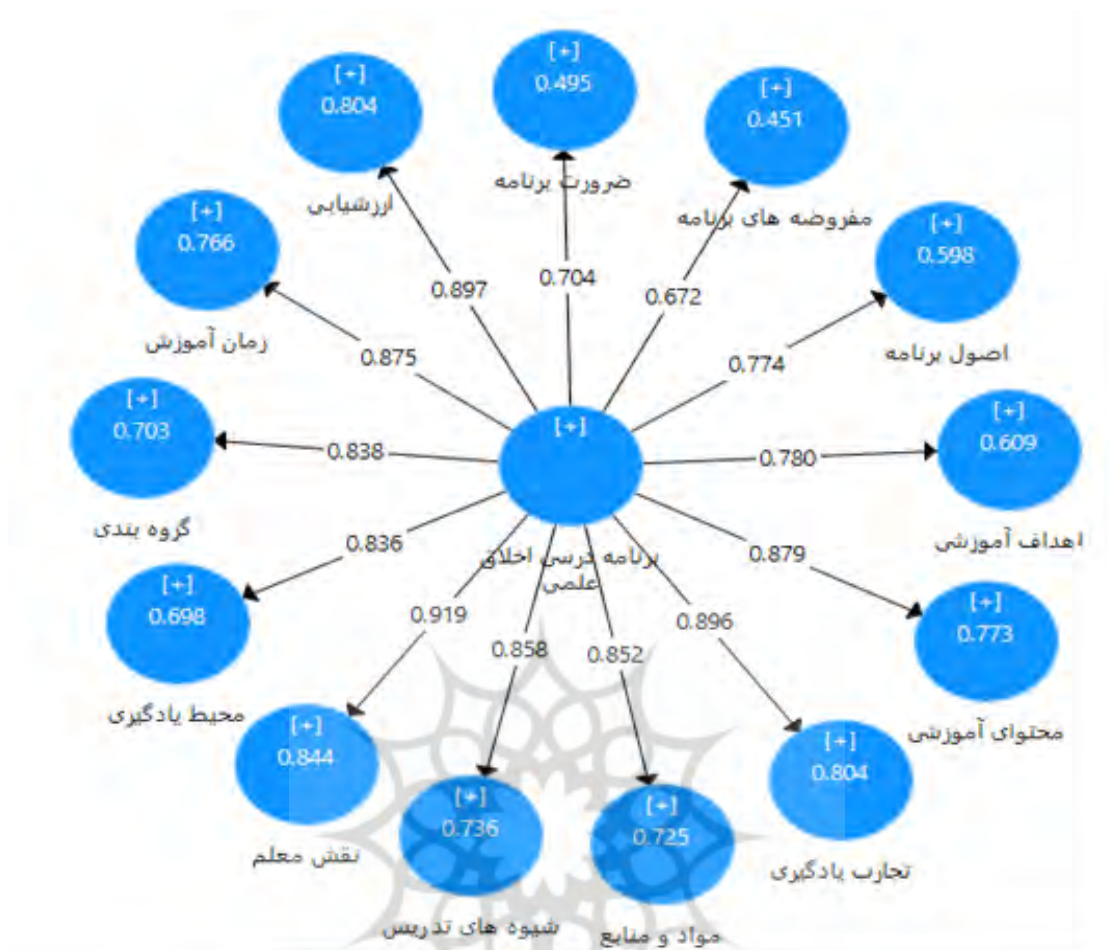 [+]
0.495
ضرورت برنامه
[+]
0.451
مفروضه های برنامه
[+]
0.804
ارزشیابی
[+]
0.598
اصول برنامه
[+]
0.766
زمان آموزش
0.704
0.897
0.672
0.875
0.774
[+]
0.609
اهداف آموزشی
[+]
0.703
گروه بندی
[+]
برنامه درسی اخلاق
علمی
0.838
0.780
0.836
0.879
0.919
0.858
0.852
0.896
[+]
0.773
محتوای آموزشی
[+]
0.698
محیط یادگیری
[+]
0.844
نقش معلم
[+]
0.804
تجارب یادگیری
[+]
0.736
شیوه های تدریس
[+]
0.725
مواد و منابع